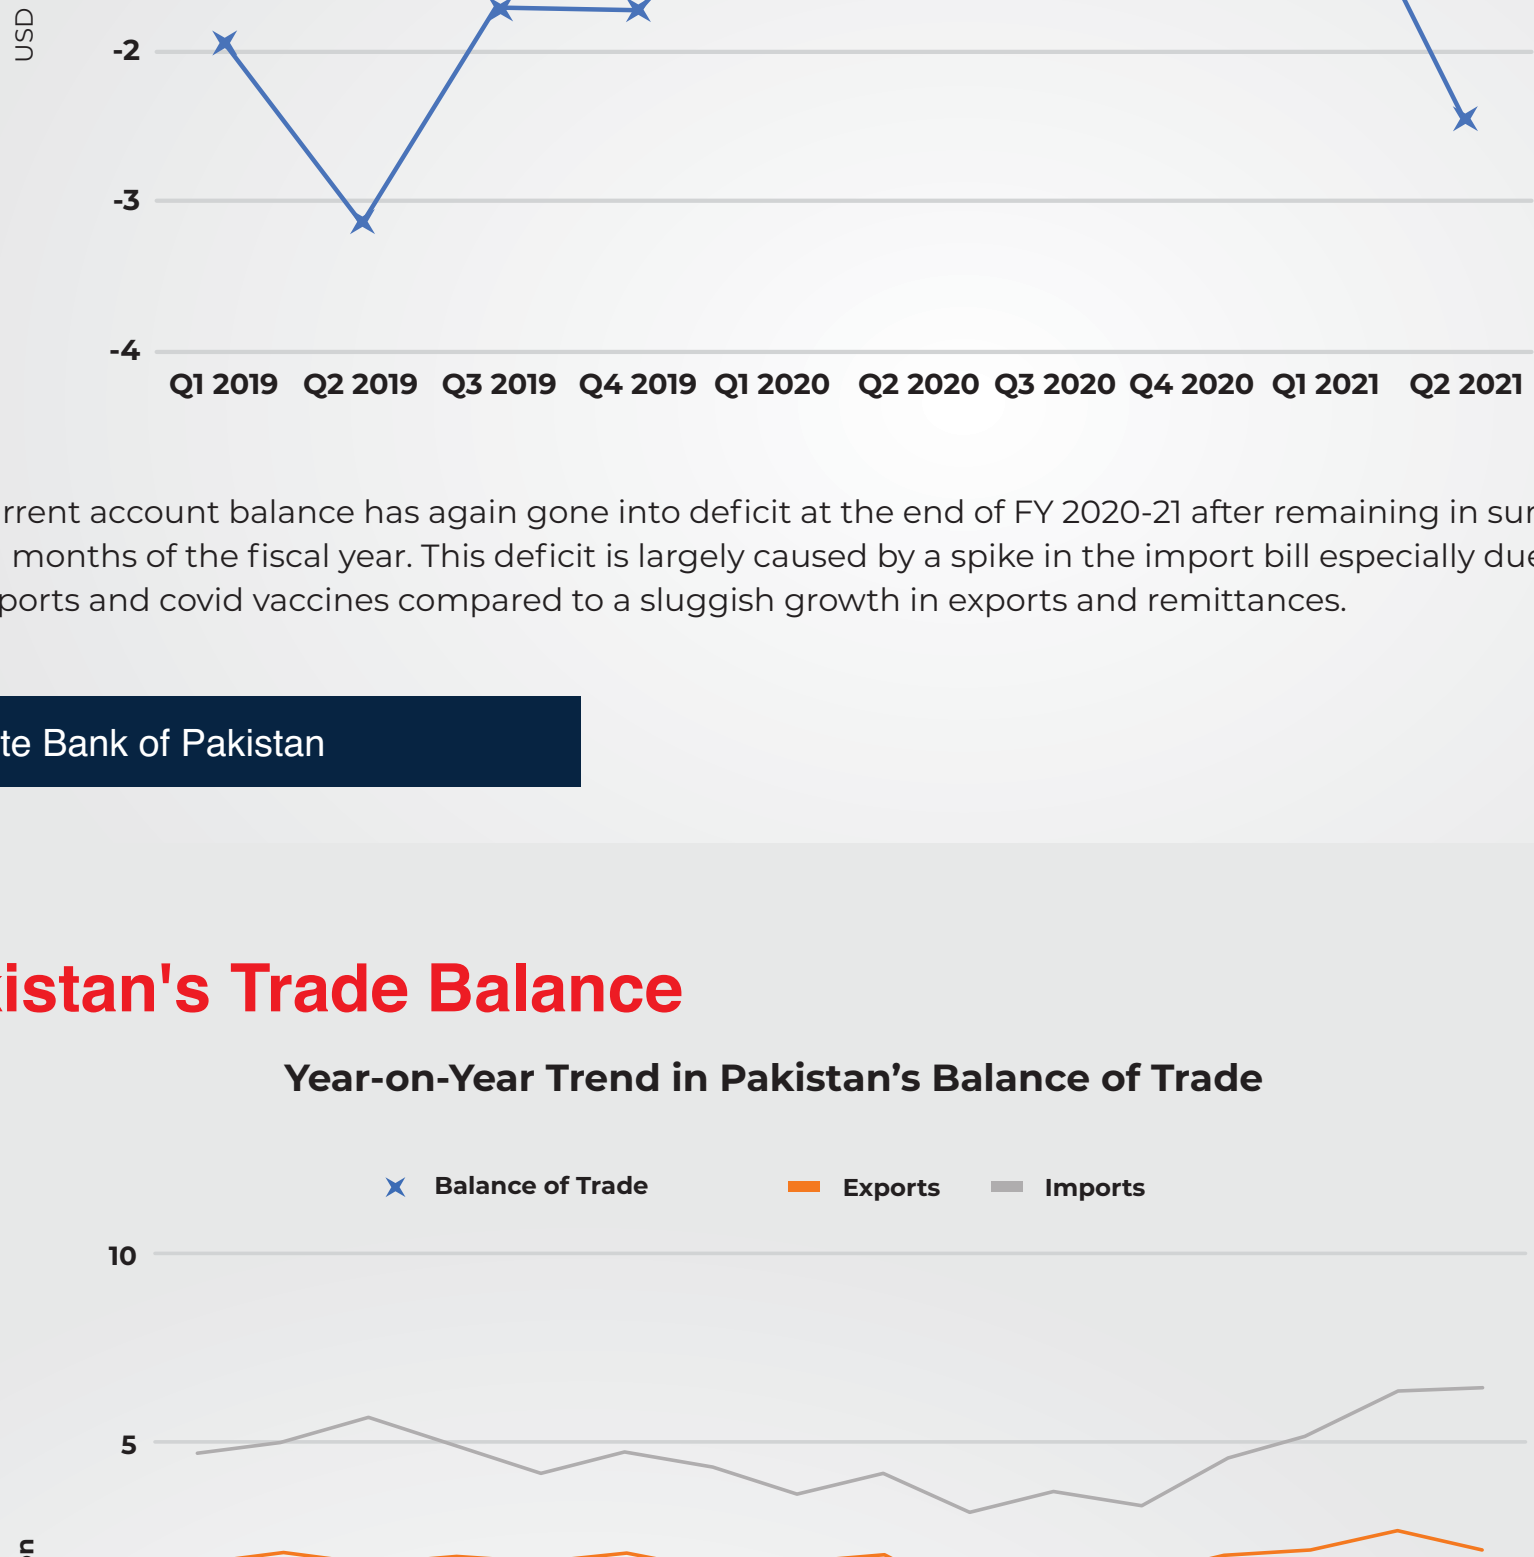 USD
-2
-3
-4
Q1 2019 Q2 2019 Q3 2019 Q4 2019 Q1 2020 Q2 2020 Q3 2020 Q4 2020 Q1 2021 Q2 2021
rrent account balance has again gone into deficit at the end of FY 2020-21 after remaining in sur
months of the fiscal year. This deficit is largely caused by a spike in the import bill especially due
ports and covid vaccines compared to a sluggish growth in exports and remittances.
te Bank of Pakistan
istan's Trade Balance
Year-on-Year Trend in Pakistan’s Balance of Trade
Balance of Trade Exports Imports
10
5